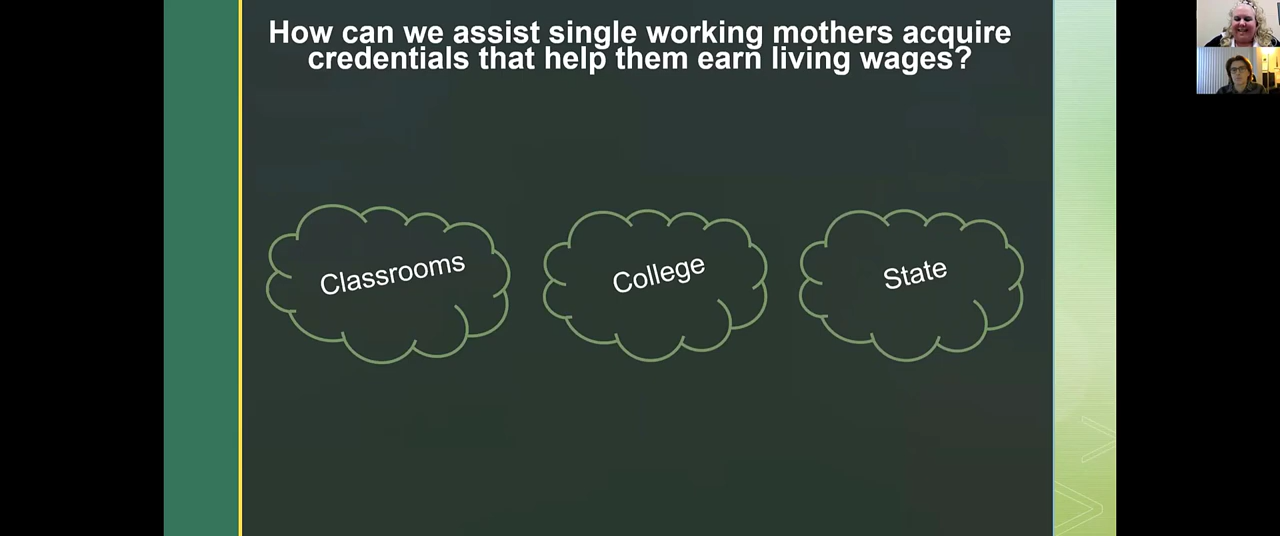 How can we assist single working mothers acquire
credentials that help them earn living wages?
Classrooms
College
State